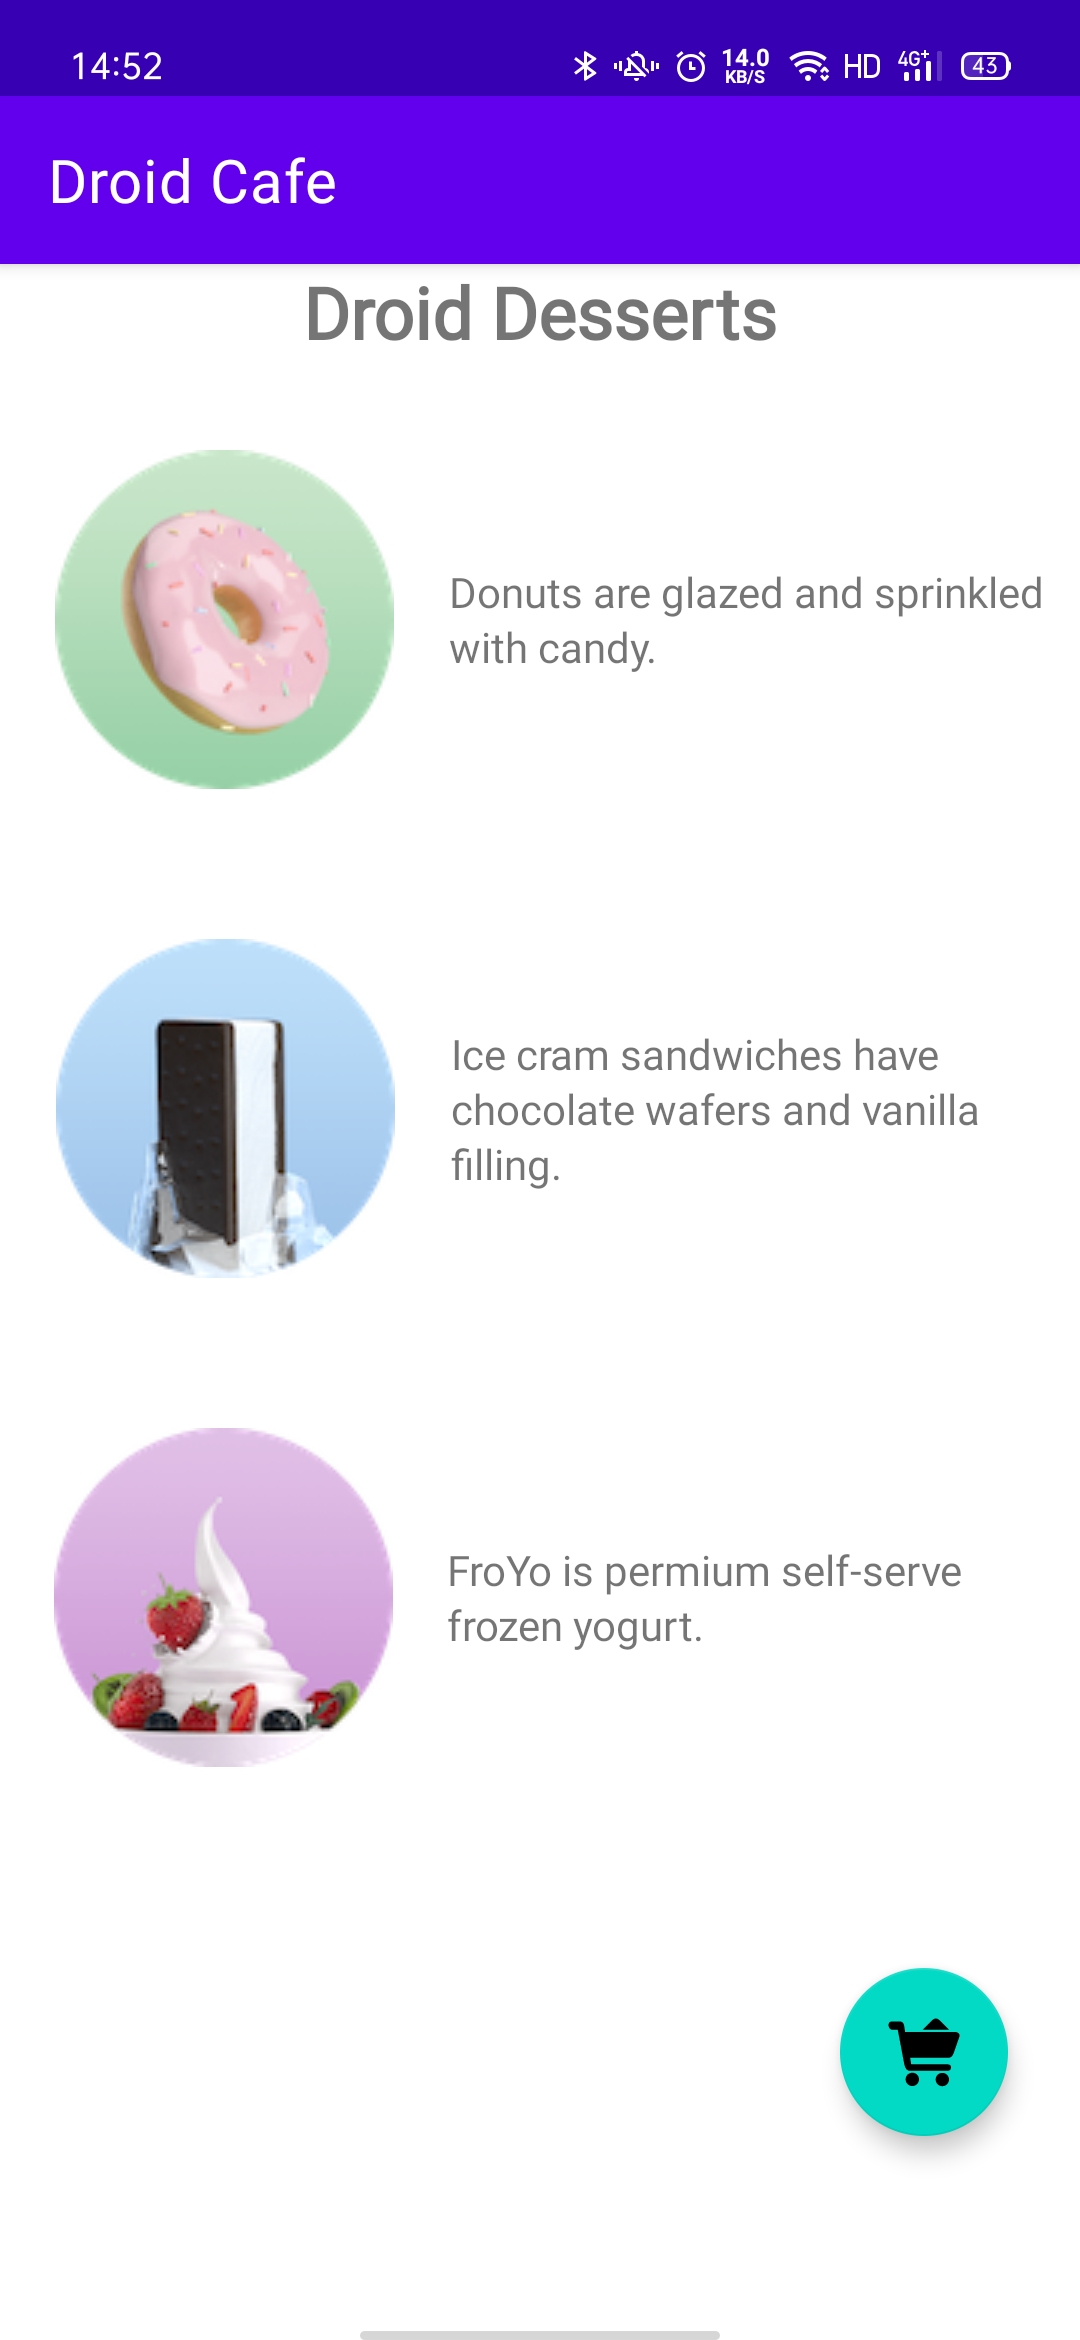 14:52
14.0
KB/S
HD
4G+
43
Droid Cafe
Droid Desserts
Donuts are glazed and sprinkled
with candy.
Ice cram sandwiches have
chocolate wafers and vanilla
filling.
FroYo is permium self-serve
frozen yogurt.